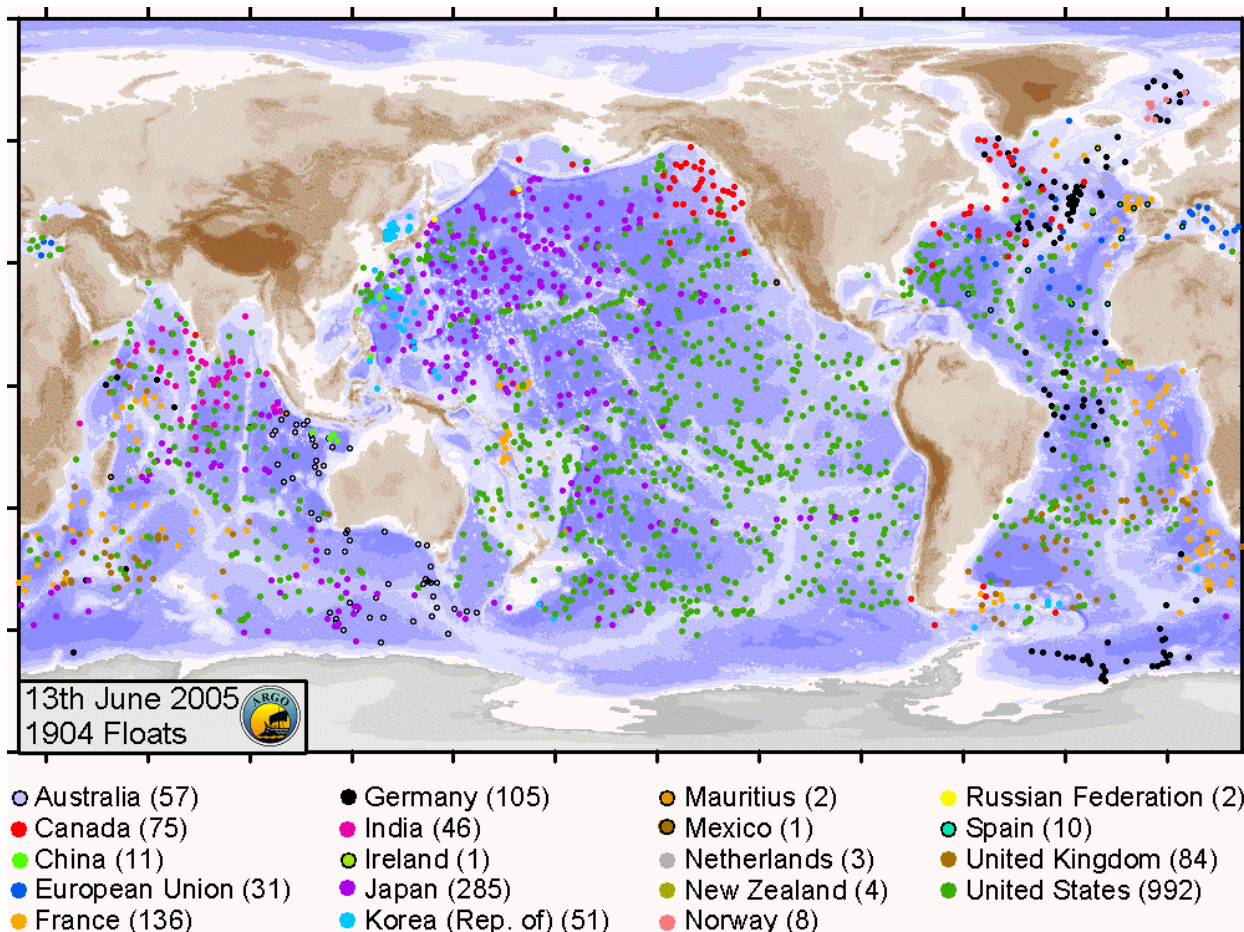 ARGO
13th June 2005
1904 Floats
Australia (57)
Canada (75)
China (11)
European Union (31)
France (136)
Germany (105)
India (46)
Ireland (1)
Japan (285)
Korea (Rep. of) (51)
Mauritius (2)
Mexico (1)
Netherlands (3)
New Zealand (4)
Norway (8)
Russian Federation (2)
Spain (10)
United Kingdom (84)
United States (992)